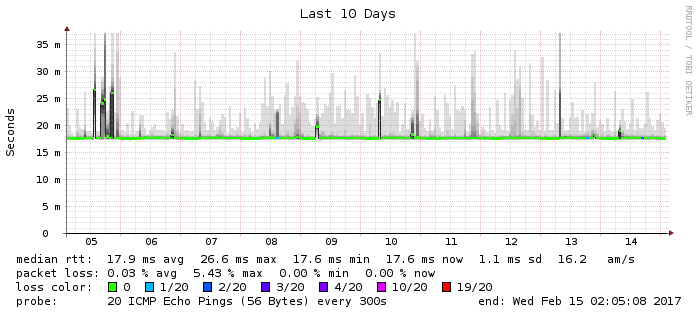 Last 10 Days
RRDTOOL / TOBI OETIKER
Seconds
35 m
30 m
25 m
20 m
15 m
10 m
5 m
0
05 06 07 08 09 10 11 12 13 14
median rtt: 17.9 ms avg 26.6 ms max 17.6 ms min 17.6 ms now 1.1 ms sd 16.2 am/s
packet loss: 0.03 % avg 5.43 % max 0.00 % min 0.00 % now
loss color: 0 1/20 2/20 3/20 4/20 10/20 19/20
probe: 20 ICMP Echo Pings (56 Bytes) every 300s end: Wed Feb 15 02:05:08 2017